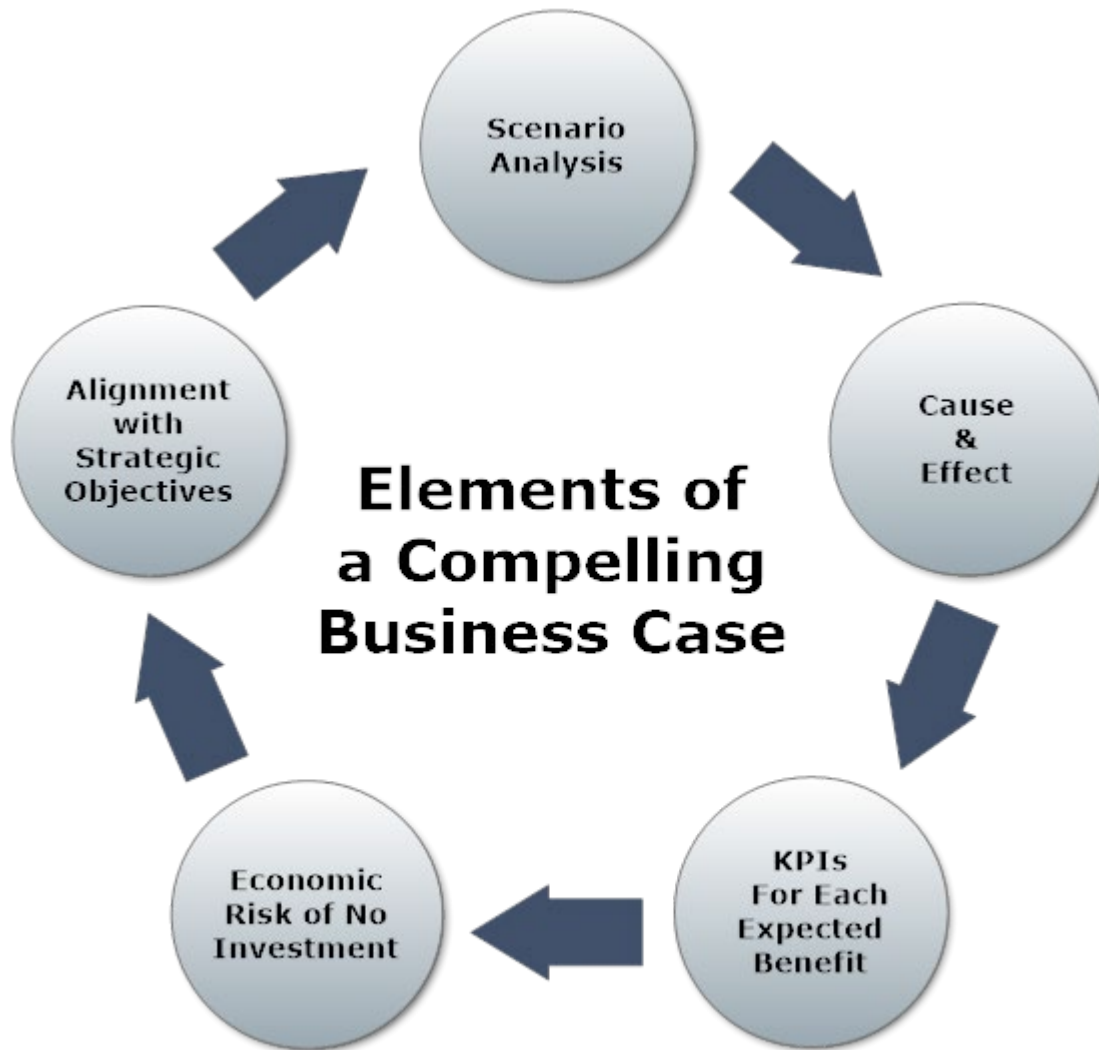 Scenario
Analysis
Cause
&
Effect
KPIs
For Each
Expected
Benefit
Economic
Risk of No
Investment
Alignment
with
Strategic
Objectives
Elements of
a Compelling
Business Case